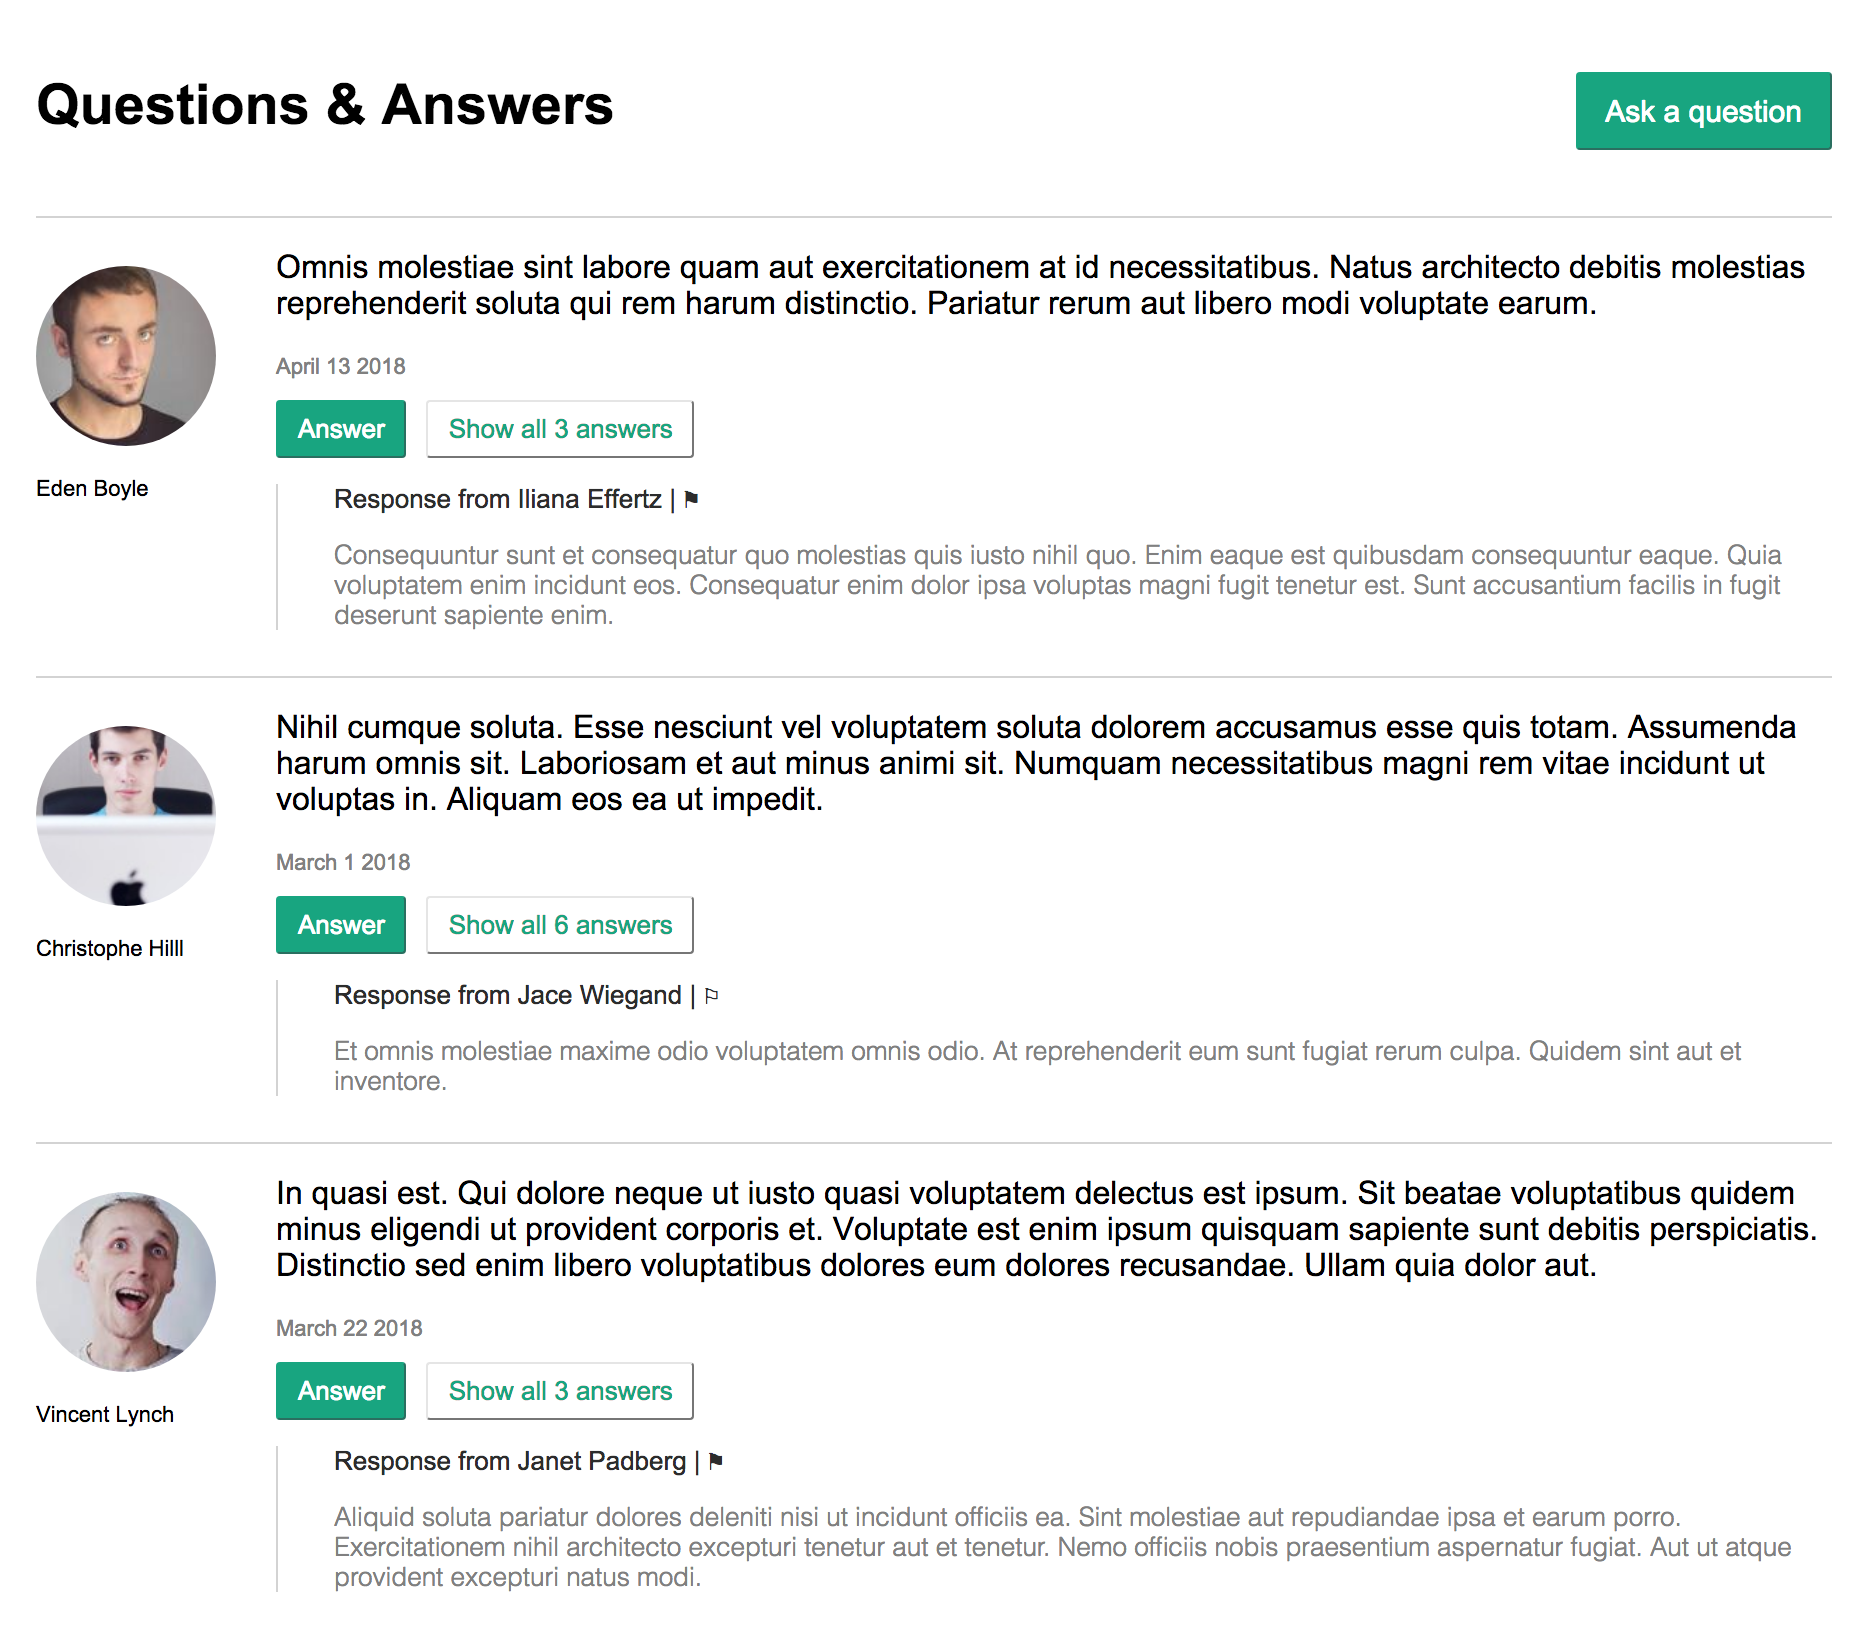 Questions & Answers
Ask a question
Omnis molestiae sint labore quam aut exercitationem at id necessitatibus. Natus architecto debitis molestias
reprehenderit soluta qui rem harum distinctio. Pariatur rerum aut libero modi voluptate earum.
April 13 2018
Answer
Show all 3 answers
Eden Boyle
Response from Iliana Effertz | ⚑
Consequuntur sunt et consequatur quo molestias quis iusto nihil quo. Enim eaque est quibusdam consequuntur eaque. Quia
voluptatem enim incidunt eos. Consequatur enim dolor ipsa voluptas magni fugit tenetur est. Sunt accusantium facilis in fugit
deserunt sapiente enim.
Nihil cumque soluta. Esse nesciunt vel voluptatem soluta dolorem accusamus esse quis totam. Assumenda
harum omnis sit. Laboriosam et aut minus animi sit. Numquam necessitatibus magni rem vitae incidunt ut
voluptas in. Aliquam eos ea ut impedit.
March 1 2018
Answer
Show all 6 answers
Christophe Hilll
Response from Jace Wiegand | ⚐
Et omnis molestiae maxime odio voluptatem omnis odio. At reprehenderit eum sunt fugiat rerum culpa. Quidem sint aut et
inventore.
In quasi est. Qui dolore neque ut iusto quasi voluptatem delectus est ipsum. Sit beatae voluptatibus quidem
minus eligendi ut provident corporis et. Voluptate est enim ipsum quisquam sapiente sunt debitis perspiciatis.
Distinctio sed enim libero voluptatibus dolores eum dolores recusandae. Ullam quia dolor aut.
March 22 2018
Answer
Show all 3 answers
Vincent Lynch
Response from Janet Padberg | ⚑
Aliquid soluta pariatur dolores deleniti nisi ut incidunt officiis ea. Sint molestiae aut repudiandae ipsa et earum porro.
Exercitationem nihil architecto excepturi tenetur aut et tenetur. Nemo officiis nobis praesentium aspernatur fugiat. Aut ut atque
provident excepturi natus modi.